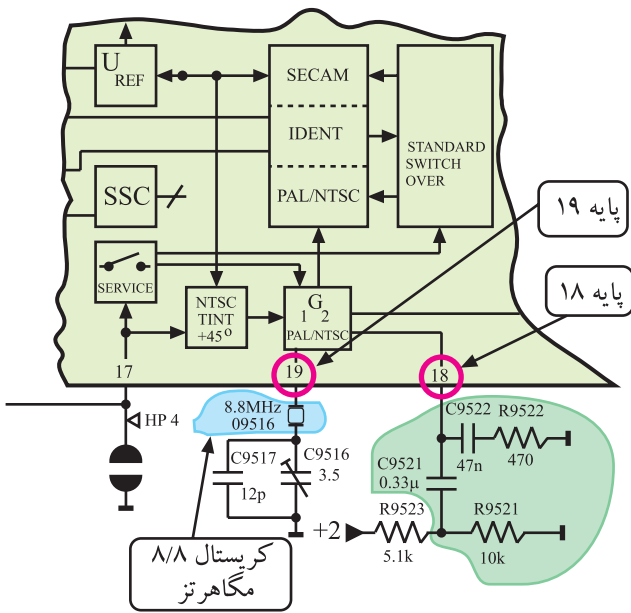 U REF
SECAM
IDENT
PAL/NTSC
STANDARD
SWITCH
OVER
SSC
SERVICE
NTSC
TINT
+45°
G
1 2
PAL/NTSC
پایه ۱۹
پایه ۱۸
17
19
18
HP 4
8.8MHz
09516
C9517
12p
C9516
3.5
C9522
47n
R9522
470
C9521
0.33µ
R9523
5.1k
R9521
10k
+2
کریستال ۸/۸
مگاهرتز